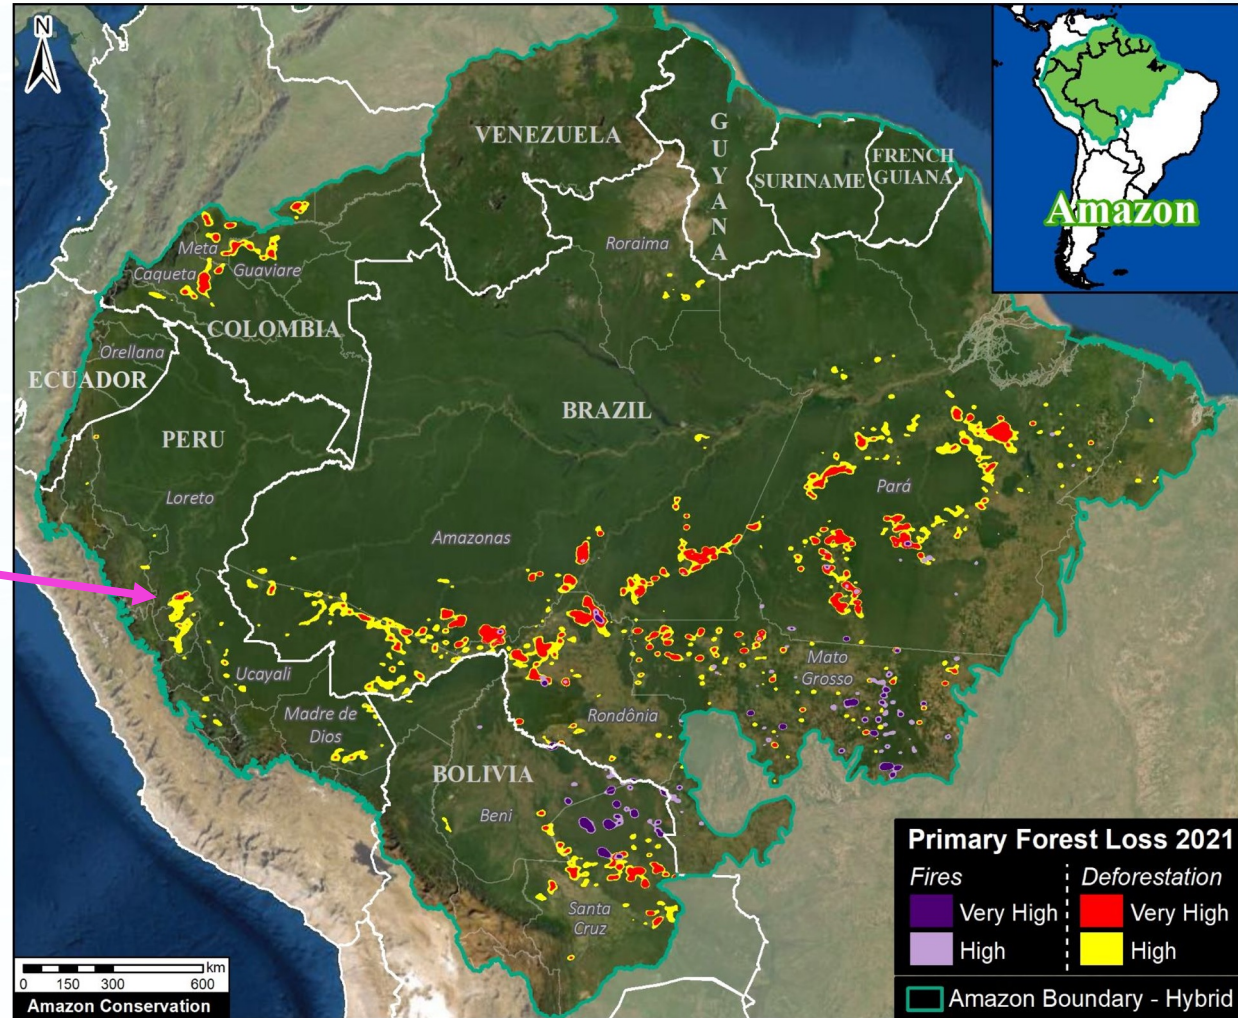 N
Amazon
VENEZUELA
GUYANA
SURINAME
FRENCH
GUIANA
Roraima
Meta
Caqueta
Guaviare
COLOMBIA
Orellana
ECUADOR
BRAZIL
PERU
Loreto
Pará
Amazonas
Ucayali
Mato
Grosso
Madre de
Dios
Rondônia
BOLIVIA
Beni
Santa
Cruz
Primary Forest Loss 2021
Fires
Deforestation
Very High
Very High
High
High
Amazon Boundary - Hybrid
km
0 150 300 600
Amazon Conservation